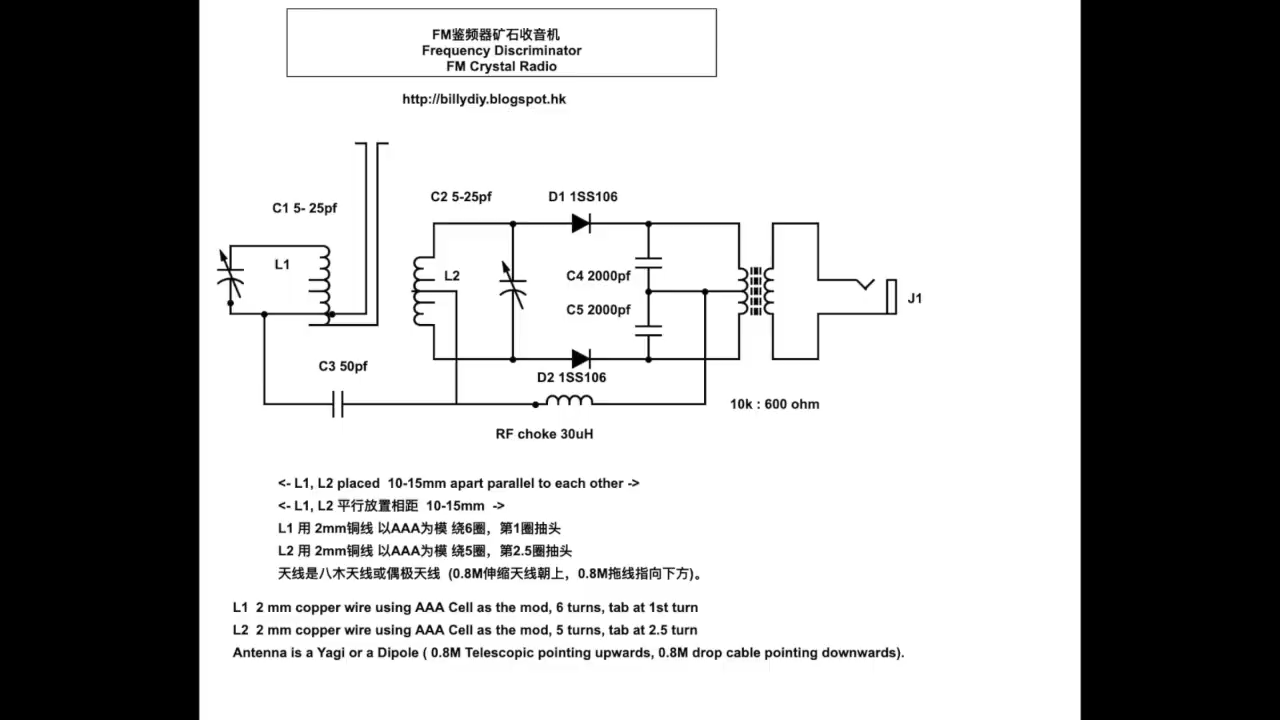 FM鉴频器矿石收音机
Frequency Discriminator
FM Crystal Radio
http://billydiy.blogspot.hk
C2 5-25pf
D1 1SS106
C1 5- 25pf
L1
L2
C4 2000pf
J1
C5 2000pf
C3 50pf
D2 1SS106
10k : 600 ohm
RF choke 30uH
<- L1, L2 placed  10-15mm apart parallel to each other ->
<- L1, L2 平行放置相距  10-15mm  ->
L1 用 2mm铜线 以AAA为模 绕6圈，第1圈抽头
L2 用 2mm铜线 以AAA为模 绕5圈，第2.5圈抽头
天线是八木天线或偶极天线  (0.8M伸缩天线朝上，0.8M拖线指向下方)。
L1  2 mm copper wire using AAA Cell as the mod, 6 turns, tab at 1st turn
L2  2 mm copper wire using AAA Cell as the mod, 5 turns, tab at 2.5 turn
Antenna is a Yagi or a Dipole ( 0.8M Telescopic pointing upwards, 0.8M drop cable pointing downwards).